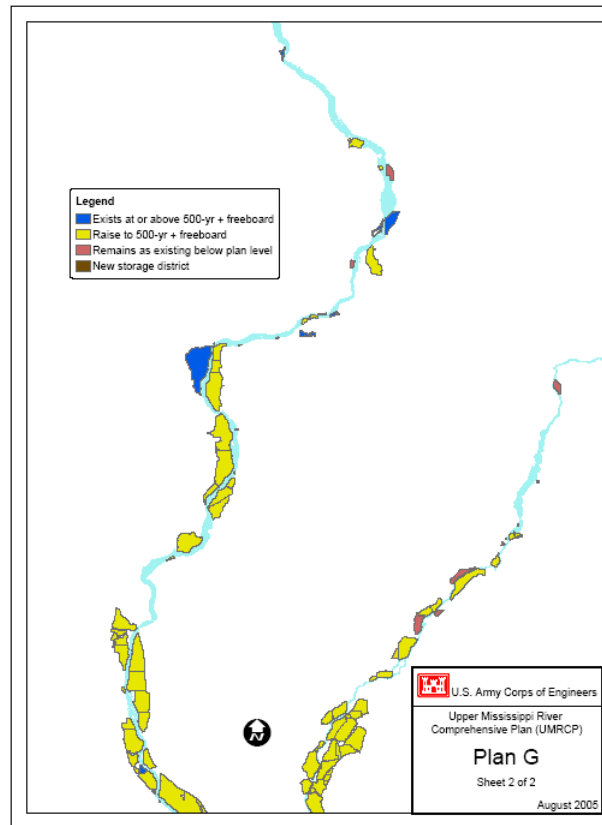 Legend
Exists at or above 500-yr + freeboard
Raise to 500-yr + freeboard
Remains as existing below plan level
New storage district
N
U.S. Army Corps of Engineers
Upper Mississippi River
Comprehensive Plan (UMRCP)
Plan G
Sheet 2 of 2
August 2005